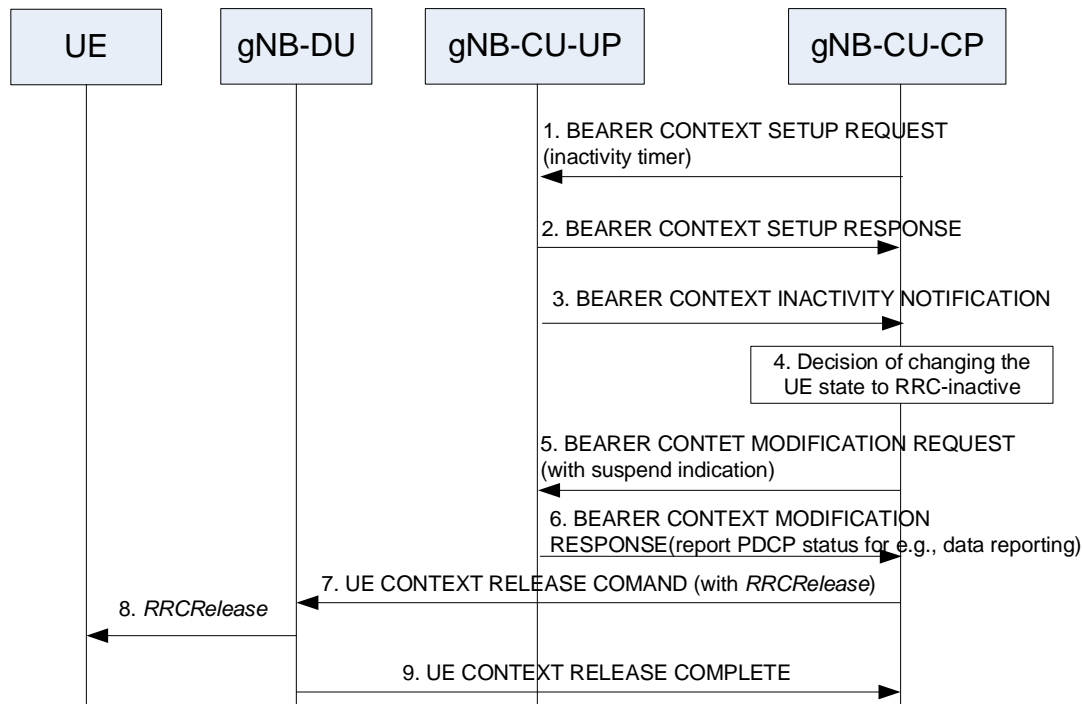 UE
gNB-DU
gNB-CU-UP
gNB-CU-CP
1. BEARER CONTEXT SETUP REQUEST
(inactivity timer)
2. BEARER CONTEXT SETUP RESPONSE
3. BEARER CONTEXT INACTIVITY NOTIFICATION
4. Decision of changing the
UE state to RRC-inactive
5. BEARER CONTET MODIFICATION REQUEST
(with suspend indication)
6. BEARER CONTEXT MODIFICATION
RESPONSE(report PDCP status for e.g., data reporting)
7. UE CONTEXT RELEASE COMAND (with RRCRelease)
8. RRCRelease
9. UE CONTEXT RELEASE COMPLETE